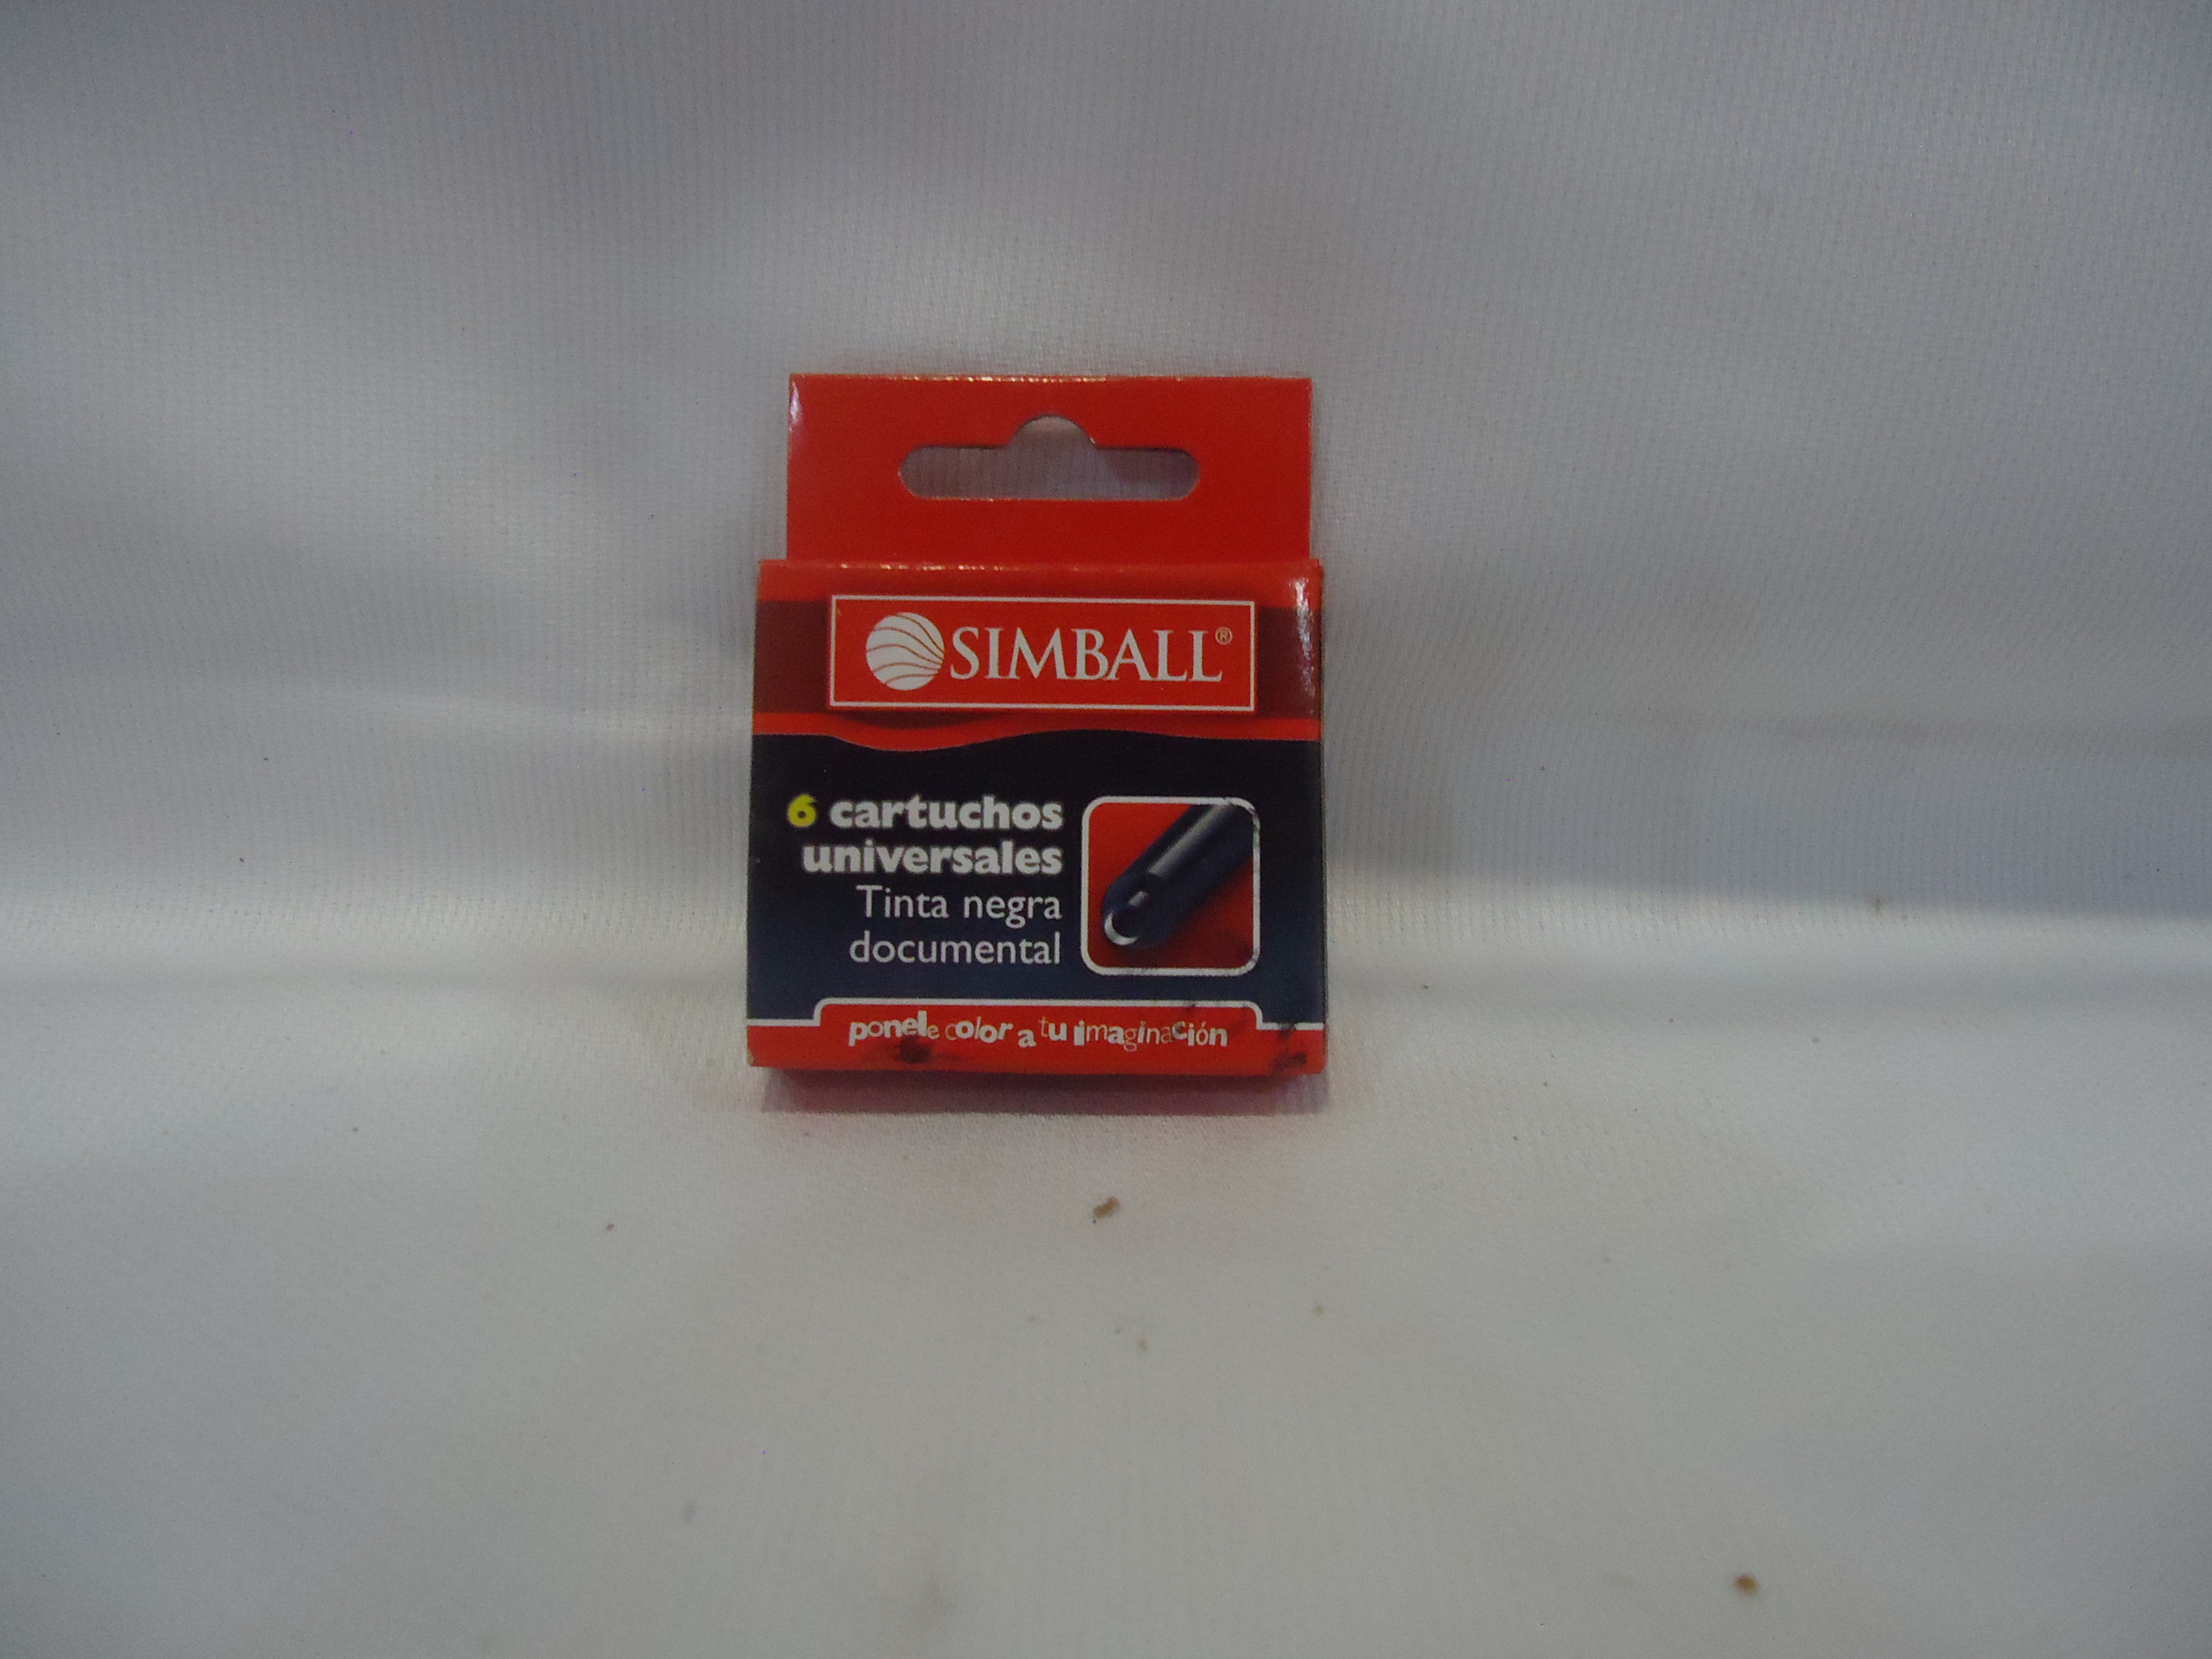 SIMBALL®
6 cartuchos
universales
Tinta negra
documental
ponele color a tu imaginación